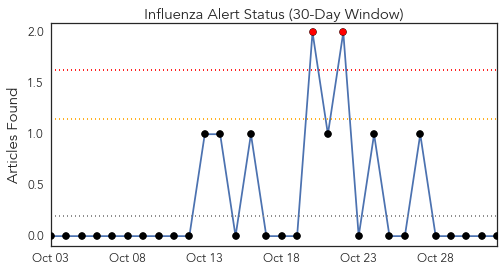 Influenza Alert Status (30-Day Window)
Articles Found
2.0
1.5
1.0
0.5
0.0
Oct 03 Oct 08 Oct 13 Oct 18 Oct 23 Oct 28